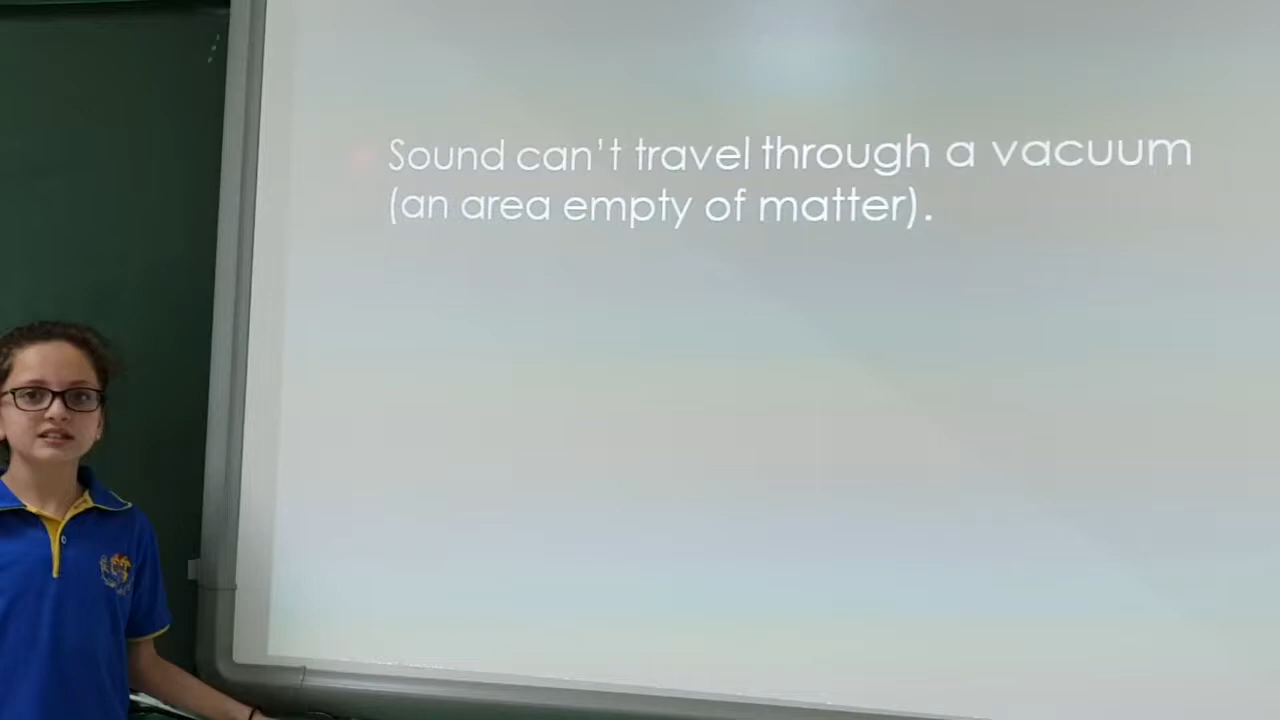 Sound can't travel through a vacuum
(an area empty of matter).